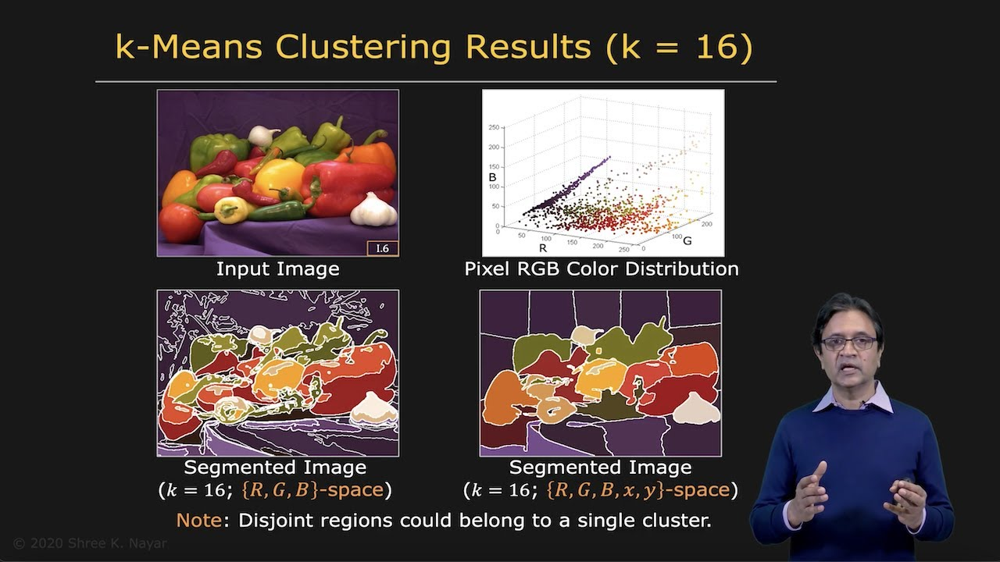 k-Means Clustering Results (k = 16)
I.6
Input Image
250
200
150
B
100
50
0
0
50
100
150
200
250
R
0
100
G
200
Pixel RGB Color Distribution
Segmented Image
(k = 16; {R, G, B}-space)
Segmented Image
(k = 16; {R, G, B, x, y}-space)
Note: Disjoint regions could belong to a single cluster.
© 2020 Shree K. Nayar